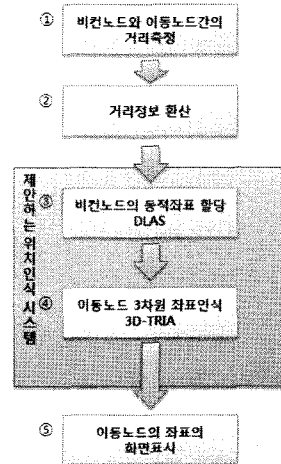 ① 비컨노드와 이동노드간의
거리측정
② 거리정보 환산
제안하는 위치인식 시스템
③ 비컨노드의 동적좌표 할당
DLAS
④ 이동노드 3차원 좌표인식
3D-TRIA
⑤ 이동노드의 좌표의
화면표시